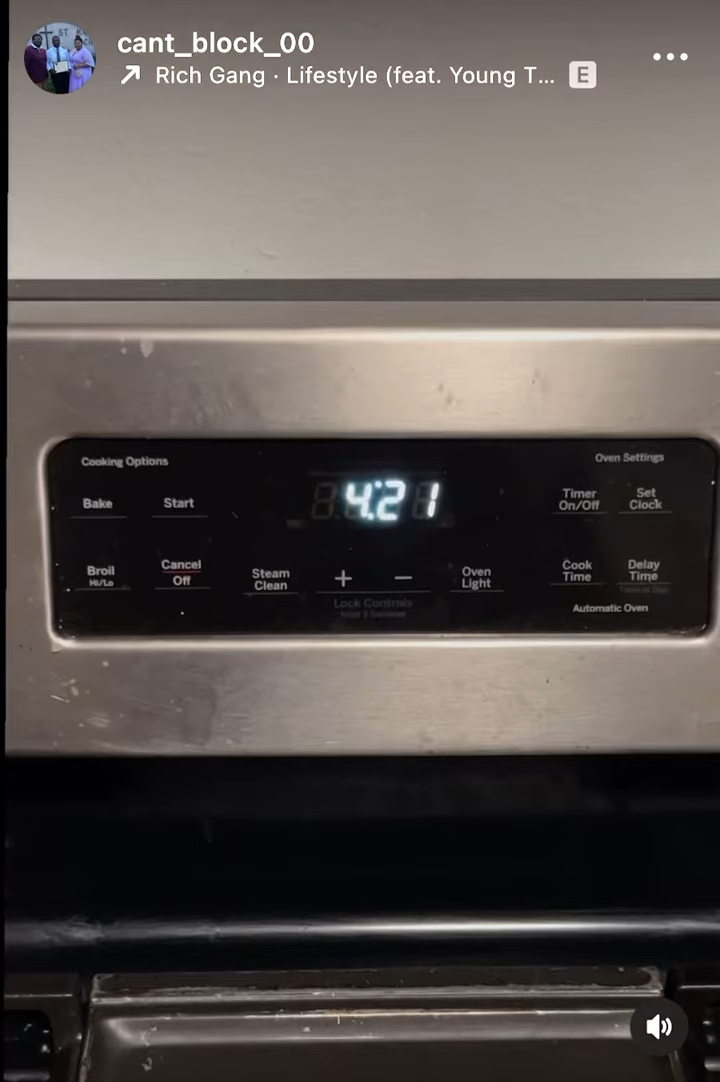 cant_block_00
Rich Gang · Lifestyle (feat. Young T... E
Cooking Options
Oven Settings
Bake
Start
4:21
Timer On/Off
Set Clock
Broil Hi/Lo
Cancel Off
Steam Clean
+
−
Oven Light
Cook Time
Delay Time
Lock Controls
Automatic Oven